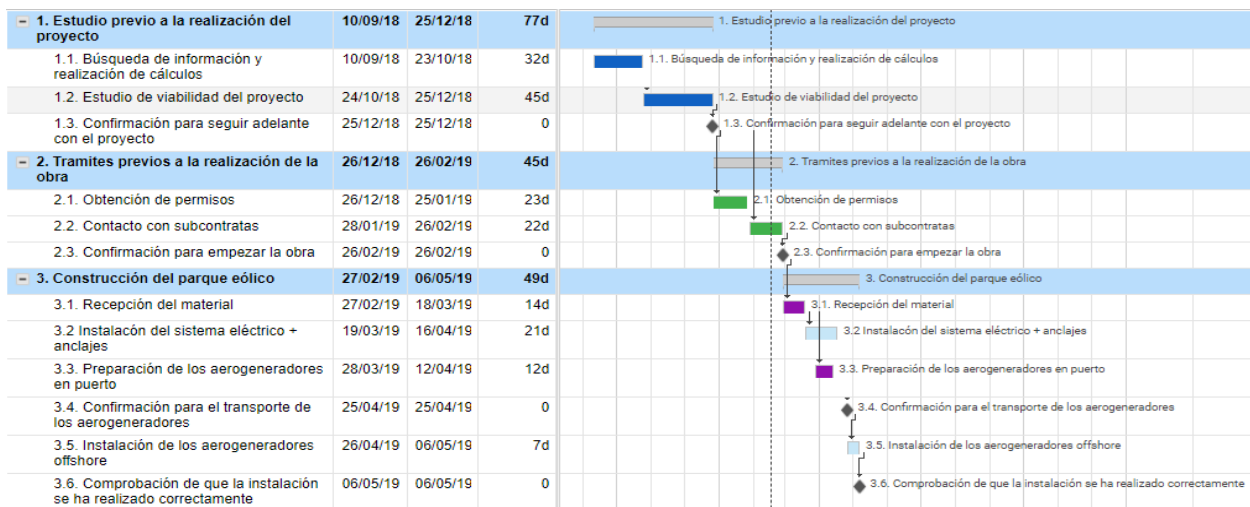 1. Estudio previo a la realización del proyecto 10/09/18 25/12/18 77d 1. Estudio previo a la realización del proyecto
1.1. Búsqueda de información y realización de cálculos 10/09/18 23/10/18 32d 1.1. Búsqueda de información y realización de cálculos
1.2. Estudio de viabilidad del proyecto 24/10/18 25/12/18 45d 1.2. Estudio de viabilidad del proyecto
1.3. Confirmación para seguir adelante con el proyecto 25/12/18 25/12/18 0 1.3. Confirmación para seguir adelante con el proyecto
2. Tramites previos a la realización de la obra 26/12/18 26/02/19 45d 2. Tramites previos a la realización de la obra
2.1. Obtención de permisos 26/12/18 25/01/19 23d 2.1. Obtención de permisos
2.2. Contacto con subcontratas 28/01/19 26/02/19 22d 2.2. Contacto con subcontratas
2.3. Confirmación para empezar la obra 26/02/19 26/02/19 0 2.3. Confirmación para empezar la obra
3. Construcción del parque eólico 27/02/19 06/05/19 49d 3. Construcción del parque eólico
3.1. Recepción del material 27/02/19 18/03/19 14d 3.1. Recepción del material
3.2 Instalacón del sistema eléctrico + anclajes 19/03/19 16/04/19 21d 3.2 Instalacón del sistema eléctrico + anclajes
3.3. Preparación de los aerogeneradores en puerto 28/03/19 12/04/19 12d 3.3. Preparación de los aerogeneradores en puerto
3.4. Confirmación para el transporte de los aerogeneradores 25/04/19 25/04/19 0 3.4. Confirmación para el transporte de los aerogeneradores
3.5. Instalación de los aerogeneradores offshore 26/04/19 06/05/19 7d 3.5. Instalación de los aerogeneradores offshore
3.6. Comprobación de que la instalación se ha realizado correctamente 06/05/19 06/05/19 0 3.6. Comprobación de que la instalación se ha realizado correctamente